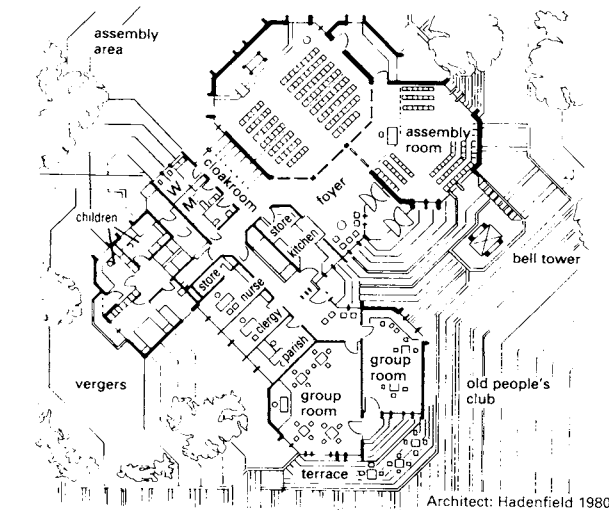 assembly
area
assembly
room
cloakroom
foyer
W
M
children
store
kitchen
bell tower
store
nurse
clergy
parish
group
room
old people's
club
vergers
group
room
terrace
Architect: Hadenfield 1980